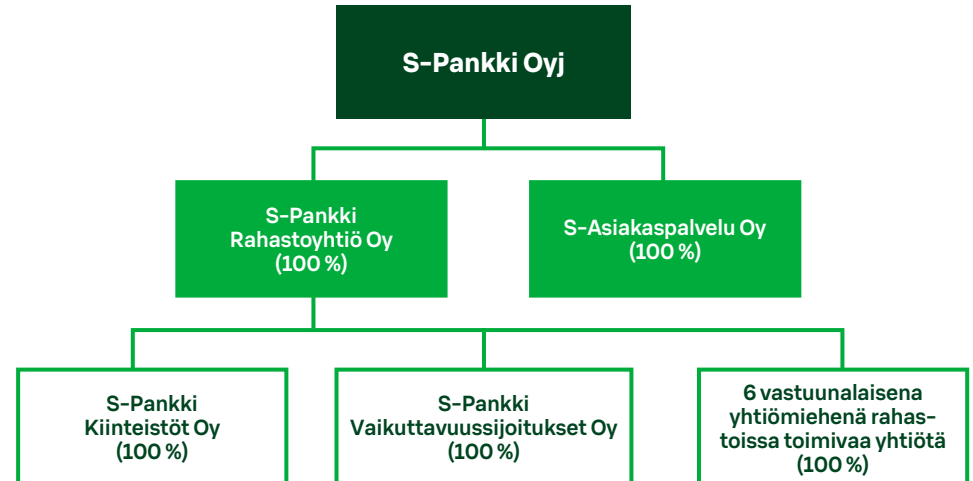 S-Pankki Oyj
S-Pankki
Rahastoyhtiö Oy
(100 %)
S-Asiakaspalvelu Oy
(100 %)
S-Pankki
Kiinteistöt Oy
(100 %)
S-Pankki
Vaikuttavuussijoitukset Oy
(100 %)
6 vastuunalaisena
yhtiömiehenä rahas-
toissa toimivaa yhtiötä
(100 %)